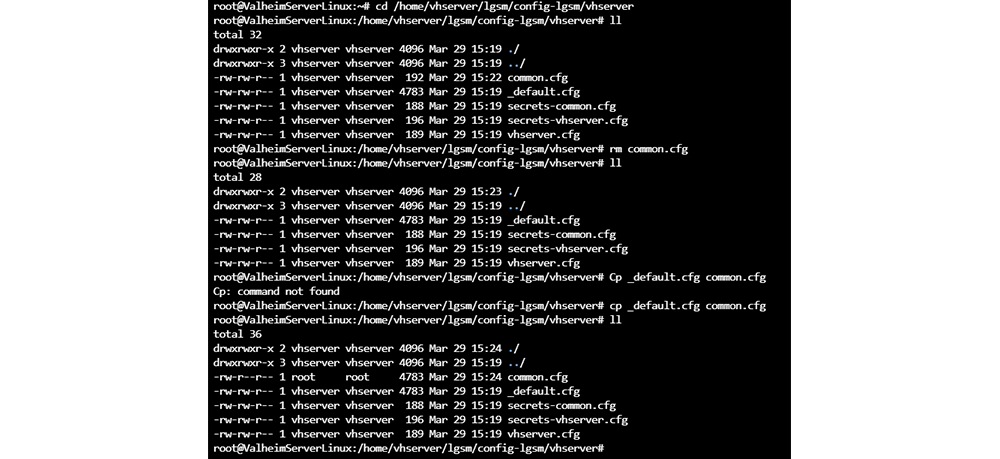 root@ValheimServerLinux:~# cd /home/vhserver/lgsm/config-lgsm/vhserver
root@ValheimServerLinux:/home/vhserver/lgsm/config-lgsm/vhserver# ll
total 32
drwxrwxr-x 2 vhserver vhserver 4096 Mar 29 15:19 ./
drwxrwxr-x 3 vhserver vhserver 4096 Mar 29 15:19 ../
-rw-rw-r-- 1 vhserver vhserver  192 Mar 29 15:22 common.cfg
-rw-rw-r-- 1 vhserver vhserver 4783 Mar 29 15:19 _default.cfg
-rw-rw-r-- 1 vhserver vhserver  188 Mar 29 15:19 secrets-common.cfg
-rw-rw-r-- 1 vhserver vhserver  196 Mar 29 15:19 secrets-vhserver.cfg
-rw-rw-r-- 1 vhserver vhserver  189 Mar 29 15:19 vhserver.cfg
root@ValheimServerLinux:/home/vhserver/lgsm/config-lgsm/vhserver# rm common.cfg
root@ValheimServerLinux:/home/vhserver/lgsm/config-lgsm/vhserver# ll
total 28
drwxrwxr-x 2 vhserver vhserver 4096 Mar 29 15:23 ./
drwxrwxr-x 3 vhserver vhserver 4096 Mar 29 15:19 ../
-rw-rw-r-- 1 vhserver vhserver 4783 Mar 29 15:19 _default.cfg
-rw-rw-r-- 1 vhserver vhserver  188 Mar 29 15:19 secrets-common.cfg
-rw-rw-r-- 1 vhserver vhserver  196 Mar 29 15:19 secrets-vhserver.cfg
-rw-rw-r-- 1 vhserver vhserver  189 Mar 29 15:19 vhserver.cfg
root@ValheimServerLinux:/home/vhserver/lgsm/config-lgsm/vhserver# Cp _default.cfg common.cfg
Cp: command not found
root@ValheimServerLinux:/home/vhserver/lgsm/config-lgsm/vhserver# cp _default.cfg common.cfg
root@ValheimServerLinux:/home/vhserver/lgsm/config-lgsm/vhserver# ll
total 36
drwxrwxr-x 2 vhserver vhserver 4096 Mar 29 15:24 ./
drwxrwxr-x 3 vhserver vhserver 4096 Mar 29 15:19 ../
-rw-r--r-- 1 root     root     4783 Mar 29 15:24 common.cfg
-rw-rw-r-- 1 vhserver vhserver 4783 Mar 29 15:19 _default.cfg
-rw-rw-r-- 1 vhserver vhserver  188 Mar 29 15:19 secrets-common.cfg
-rw-rw-r-- 1 vhserver vhserver  196 Mar 29 15:19 secrets-vhserver.cfg
-rw-rw-r-- 1 vhserver vhserver  189 Mar 29 15:19 vhserver.cfg
root@ValheimServerLinux:/home/vhserver/lgsm/config-lgsm/vhserver#